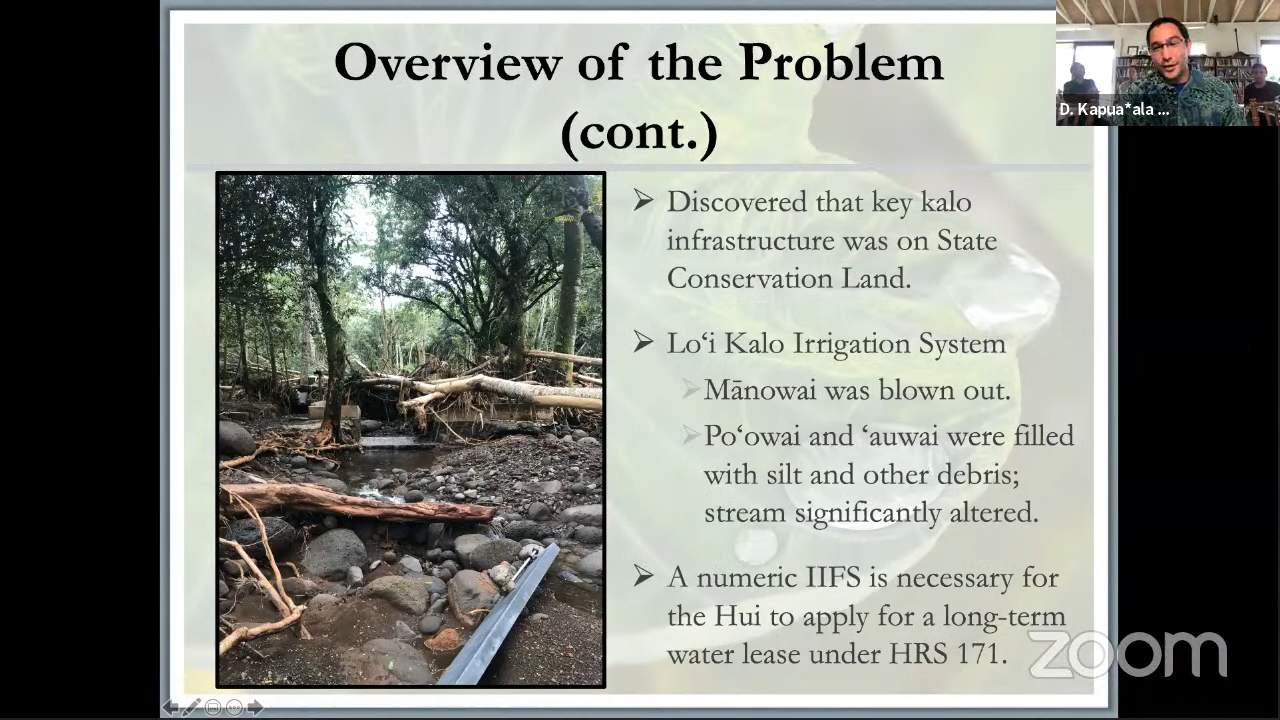 Overview of the Problem
(cont.)
D. Kapua*ala ...
Discovered that key kalo
infrastructure was on State
Conservation Land.
Loʻi Kalo Irrigation System
Mānowai was blown out.
Poʻowai and ʻauwai were filled
with silt and other debris;
stream significantly altered.
A numeric IIFS is necessary for
the Hui to apply for a long-term
water lease under HRS 171.
zoom